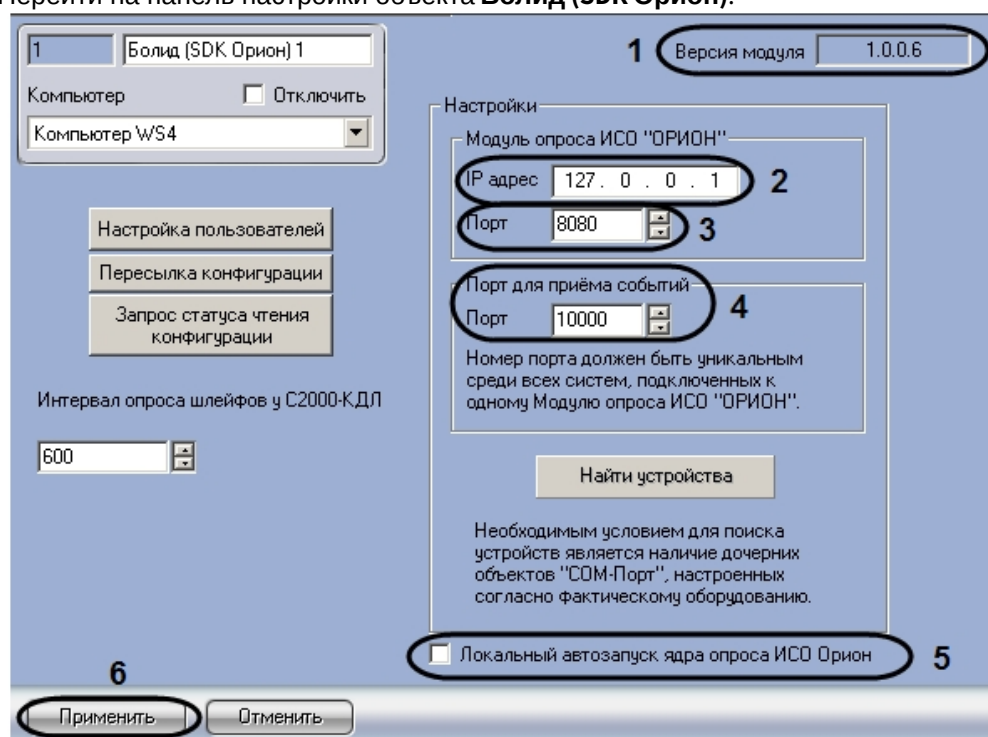 Перейти на панель настройки объекта Болид (SDK Орион).
1
Болид (SDK Орион) 1
Компьютер
Отключить
Компьютер WS4
Настройка пользователей
Пересылка конфигурации
Запрос статуса чтения
конфигурации
Интервал опроса шлейфов у С2000-КДЛ
600
1
Версия модуля
1.0.0.6
Настройки
Модуль опроса ИСО "ОРИОН"
IP адрес
127. 0 . 0 . 1
2
Порт
8080
3
Порт для приёма событий
Порт
10000
4
Номер порта должен быть уникальным
среди всех систем, подключенных к
одному Модулю опроса ИСО "ОРИОН".
Найти устройства
Необходимым условием для поиска
устройств является наличие дочерних
объектов "COM-Порт", настроенных
согласно фактическому оборудованию.
Локальный автозапуск ядра опроса ИСО Орион
5
6
Применить
Отменить